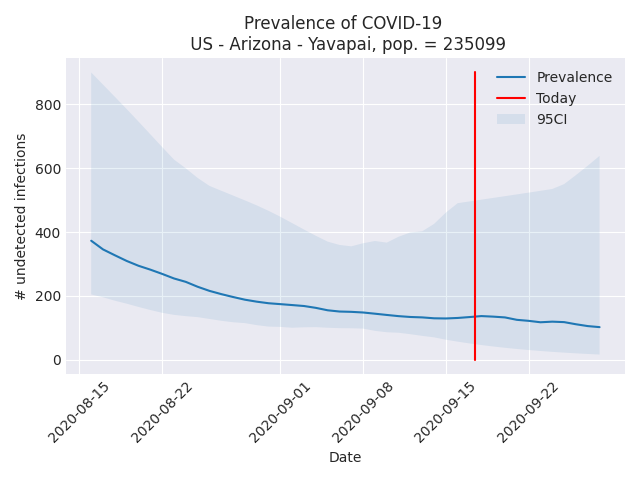 Prevalence of COVID-19
US - Arizona - Yavapai, pop. = 235099
Prevalence
Today
95CI
800
600
400
200
0
# undetected infections
2020-08-15
2020-08-22
2020-09-01
2020-09-08
2020-09-15
2020-09-22
Date